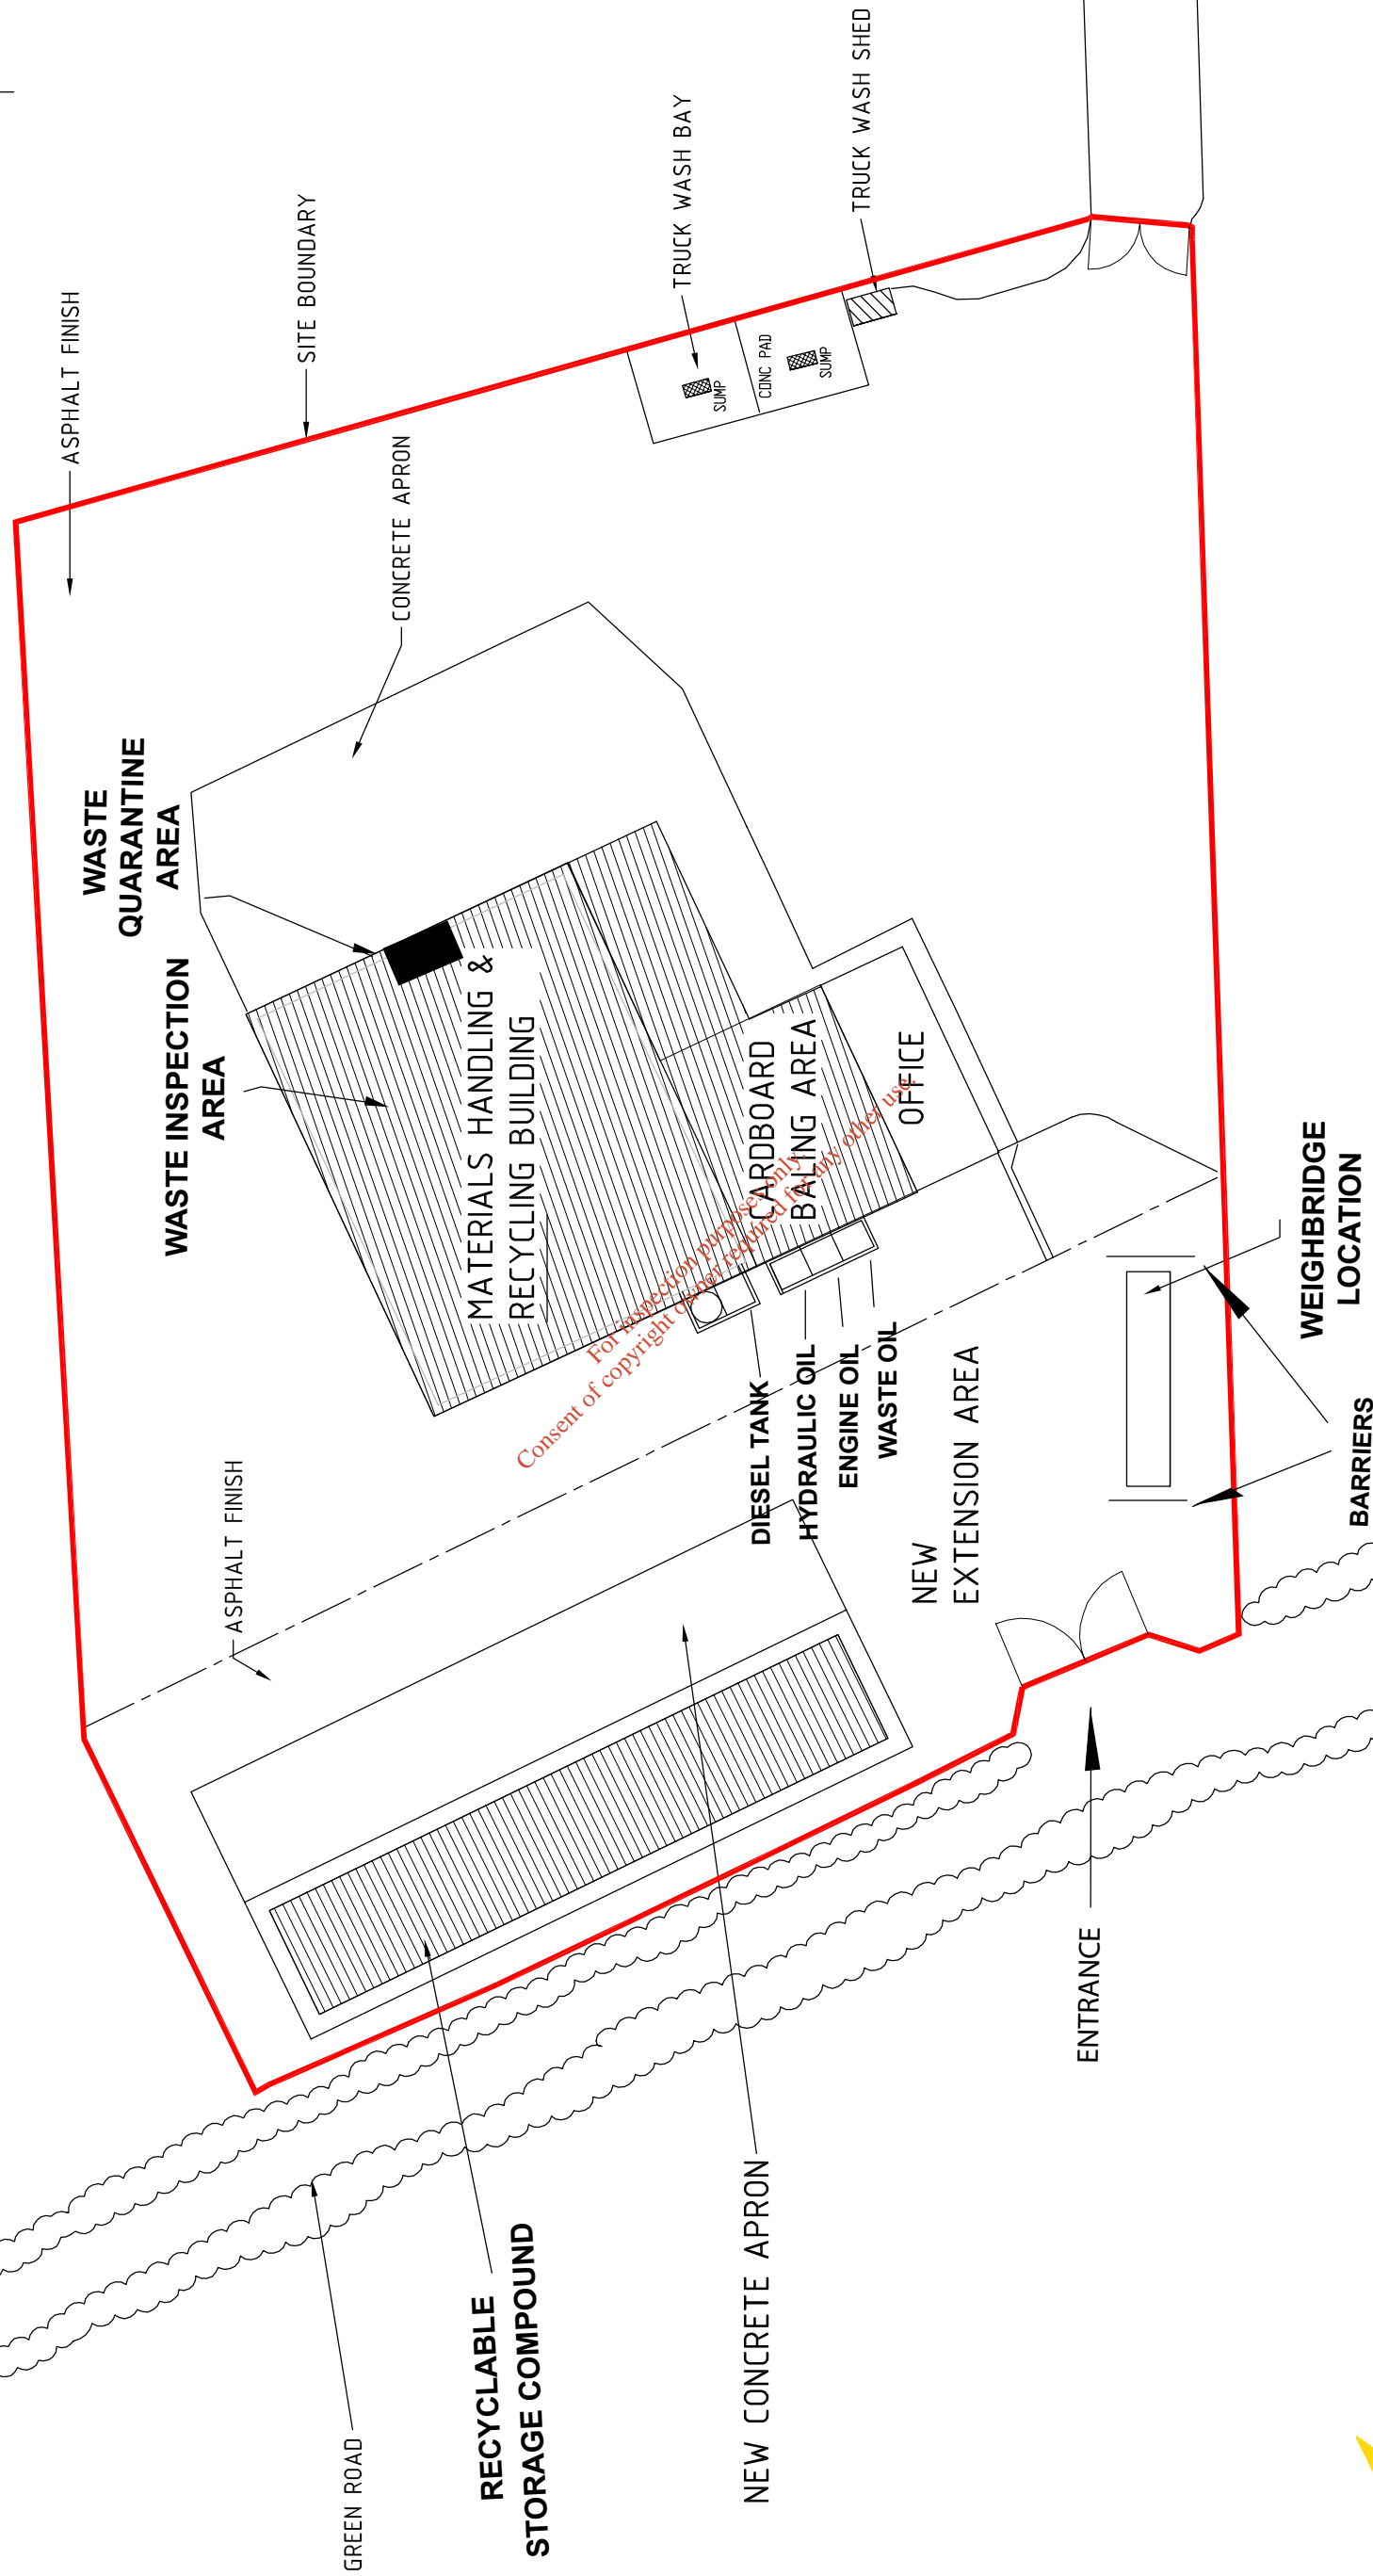 ASPHALT FINISH
SITE BOUNDARY
CONCRETE APRON
TRUCK WASH BAY
TRUCK WASH SHED
SUMP
CONC PAD
SUMP
WASTE
QUARANTINE
AREA
WASTE INSPECTION
AREA
MATERIALS HANDLING &
RECYCLING BUILDING
CARDBOARD
BALING AREA
OFFICE
For inspection purposes only.
Consent of copyright owner required for any other use.
DIESEL TANK
HYDRAULIC OIL
ENGINE OIL
WASTE OIL
NEW
EXTENSION AREA
WEIGHBRIDGE
LOCATION
BARRIERS
ASPHALT FINISH
ENTRANCE
GREEN ROAD
RECYCLABLE
STORAGE COMPOUND
NEW CONCRETE APRON